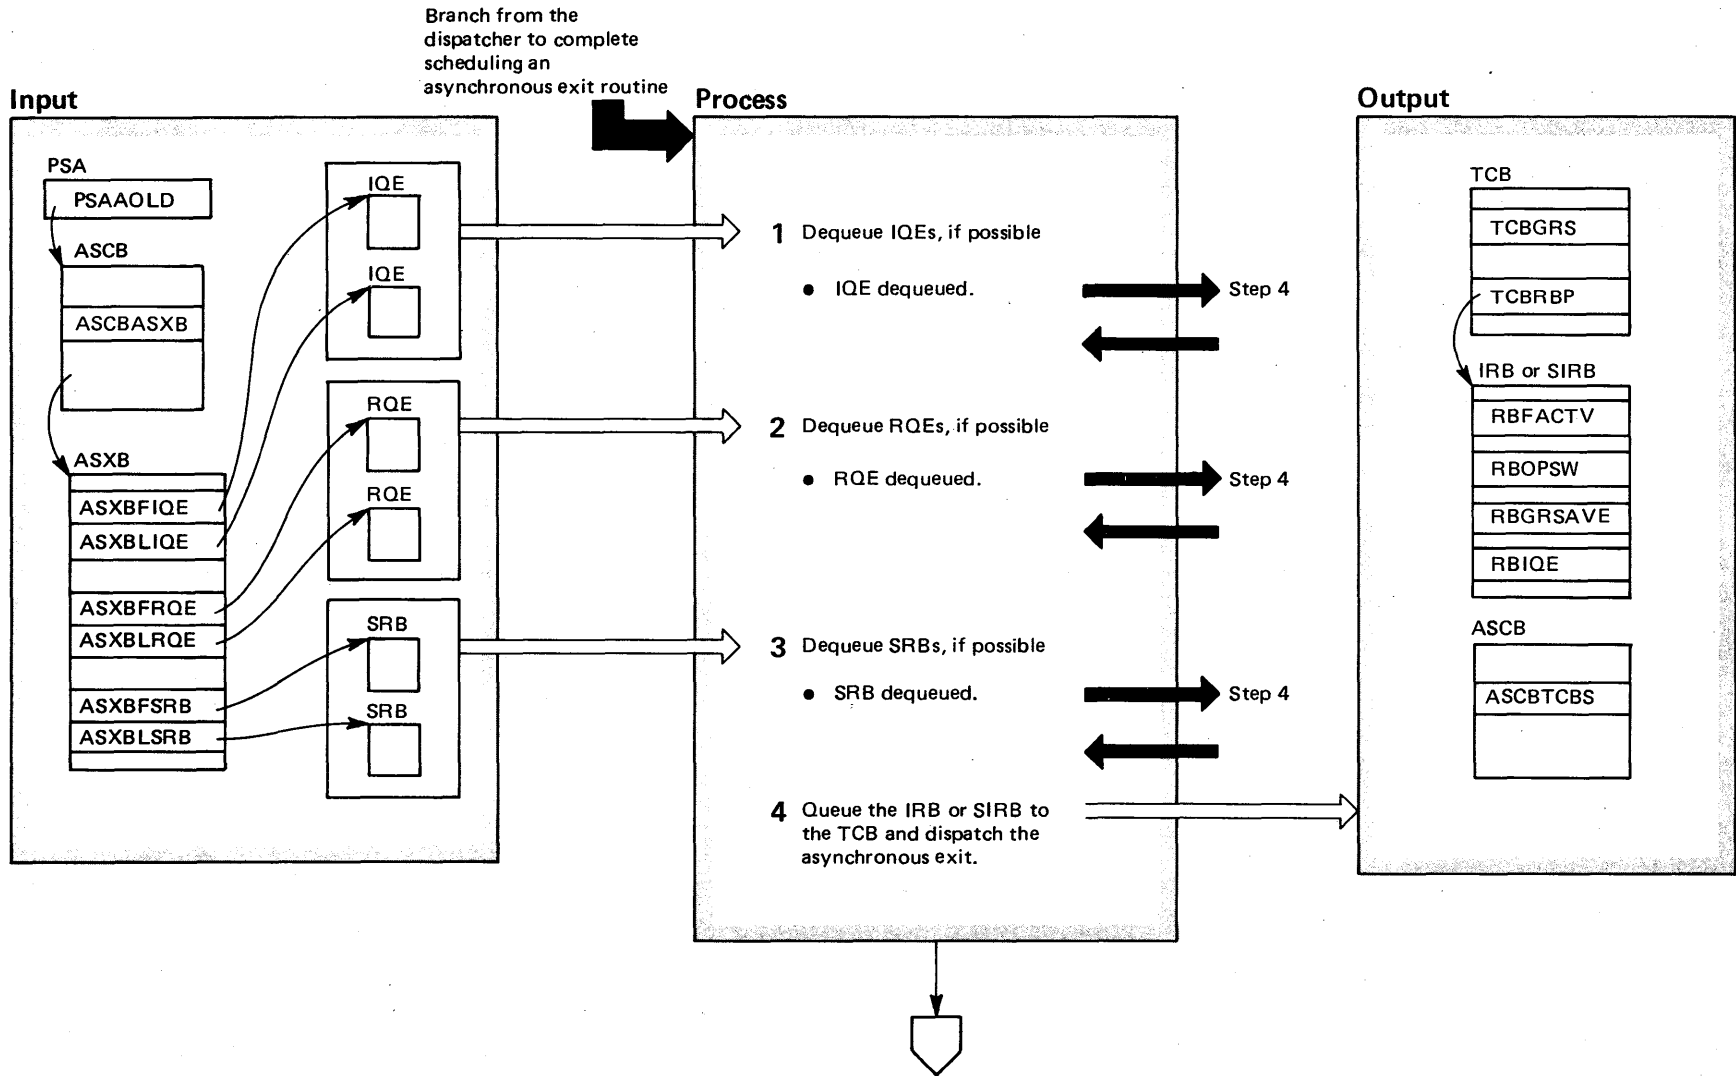 Branch from the
dispatcher to complete
scheduling an
asynchronous exit routine
Input
PSA
PSAAOLD
ASCB
ASCBASXB
ASXB
ASXBFIQE
ASXBLIQE
ASXBFRQE
ASXBLRQE
ASXBFSRB
ASXBLSRB
IQE
IQE
RQE
RQE
SRB
SRB
Process
1 Dequeue IQEs, if possible
• IQE dequeued.
Step 4
2 Dequeue RQEs, if possible
• RQE dequeued.
Step 4
3 Dequeue SRBs, if possible
• SRB dequeued.
Step 4
4 Queue the IRB or SIRB to
the TCB and dispatch the
asynchronous exit.
Output
TCB
TCBGRS
TCBRBP
IRB or SIRB
RBFACTV
RBOPSW
RBGRSAVE
RBIQE
ASCB
ASCBTCBS